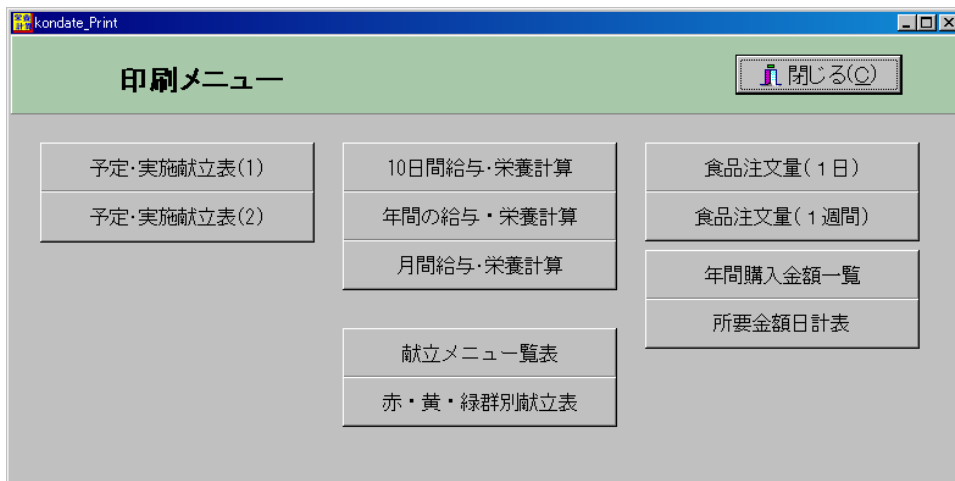 kondate_Print
印刷メニュー
閉じる(C)
予定･実施献立表(1)
予定･実施献立表(2)
10日間給与･栄養計算
年間の給与・栄養計算
月間給与･栄養計算
献立メニュー覧表
赤・黄・緑群別献立表
食品注文量(１日)
食品注文量(１週間)
年間購入金額一覧
所要金額日計表